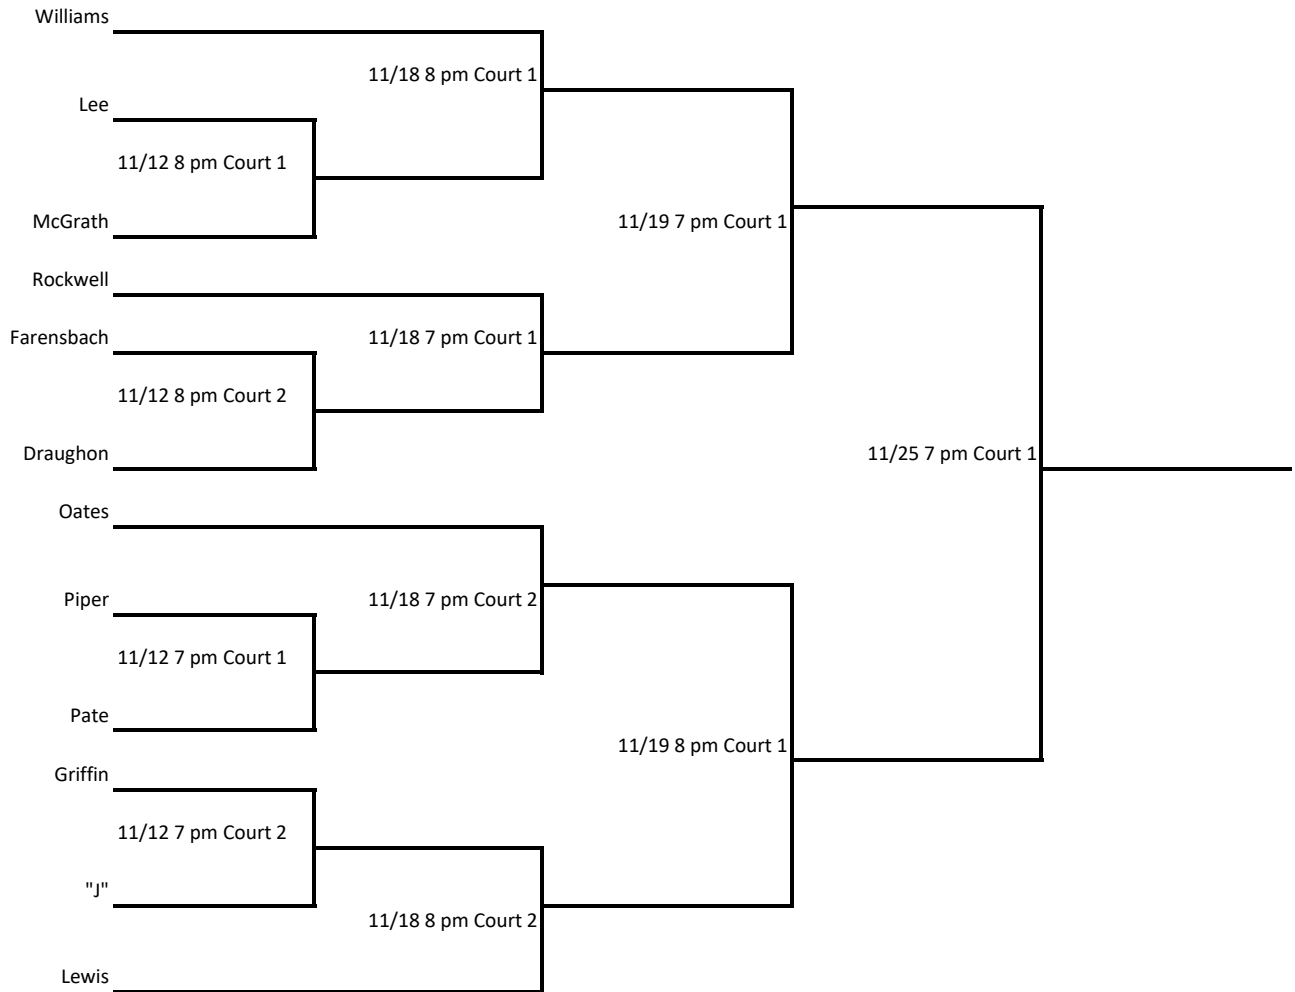 Williams
11/18 8 pm Court 1
Lee
11/12 8 pm Court 1
McGrath
11/19 7 pm Court 1
Rockwell
Farensbach
11/18 7 pm Court 1
11/12 8 pm Court 2
Draughon
11/25 7 pm Court 1
Oates
Piper
11/18 7 pm Court 2
11/12 7 pm Court 1
Pate
11/19 8 pm Court 1
Griffin
11/12 7 pm Court 2
"J"
11/18 8 pm Court 2
Lewis